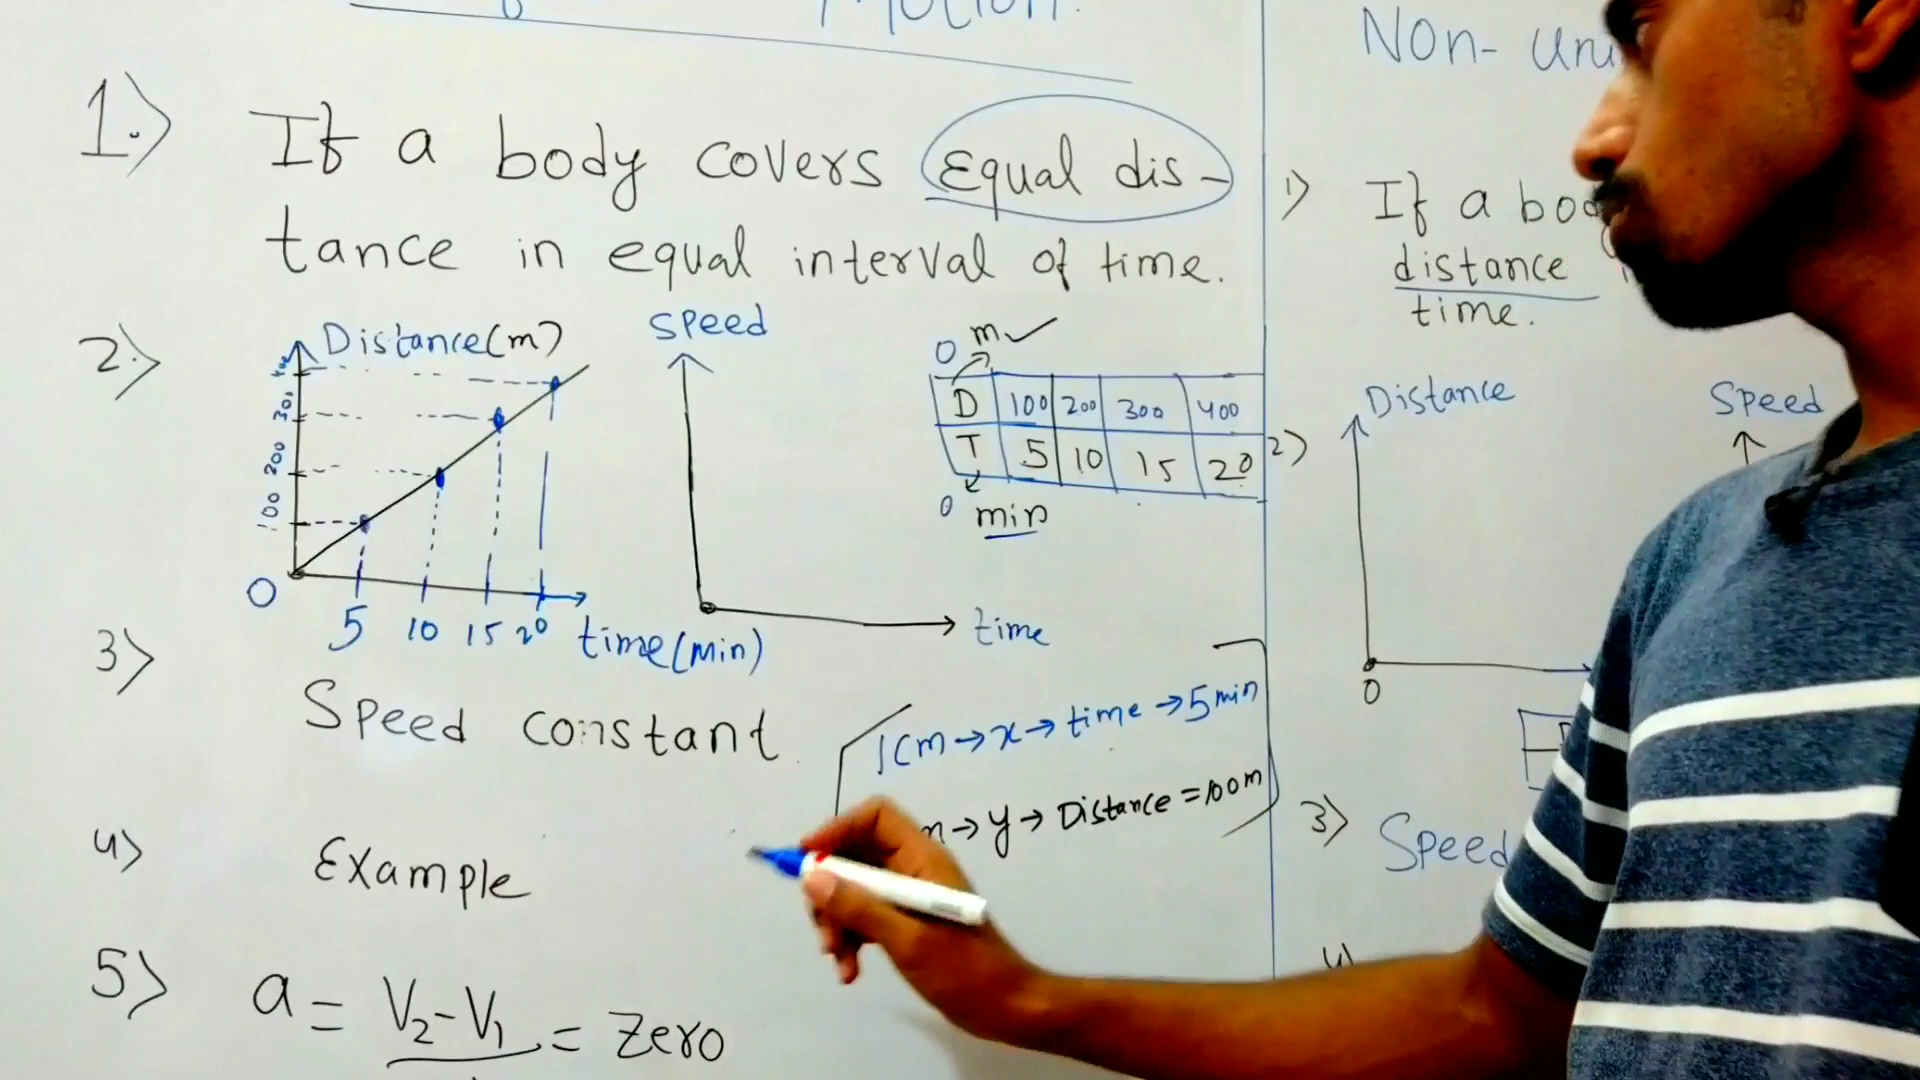 Motion.
1.) If a body covers Equal dis-
tance in equal interval of time.
2.) Distance(m)
400
300
200
100
0
5 10 15 20 time(min)
Speed
time
0 m ✓
D 100 200 300 400
T 5 10 15 20
0 min
3) Speed constant
1cm→x→time→5min
→y→Distance=100m
4) Example
5) a = V₂-V₁ = Zero
Non-
1) If a
distance
time.
2) Distance
Speed
0
3) Speed
4)